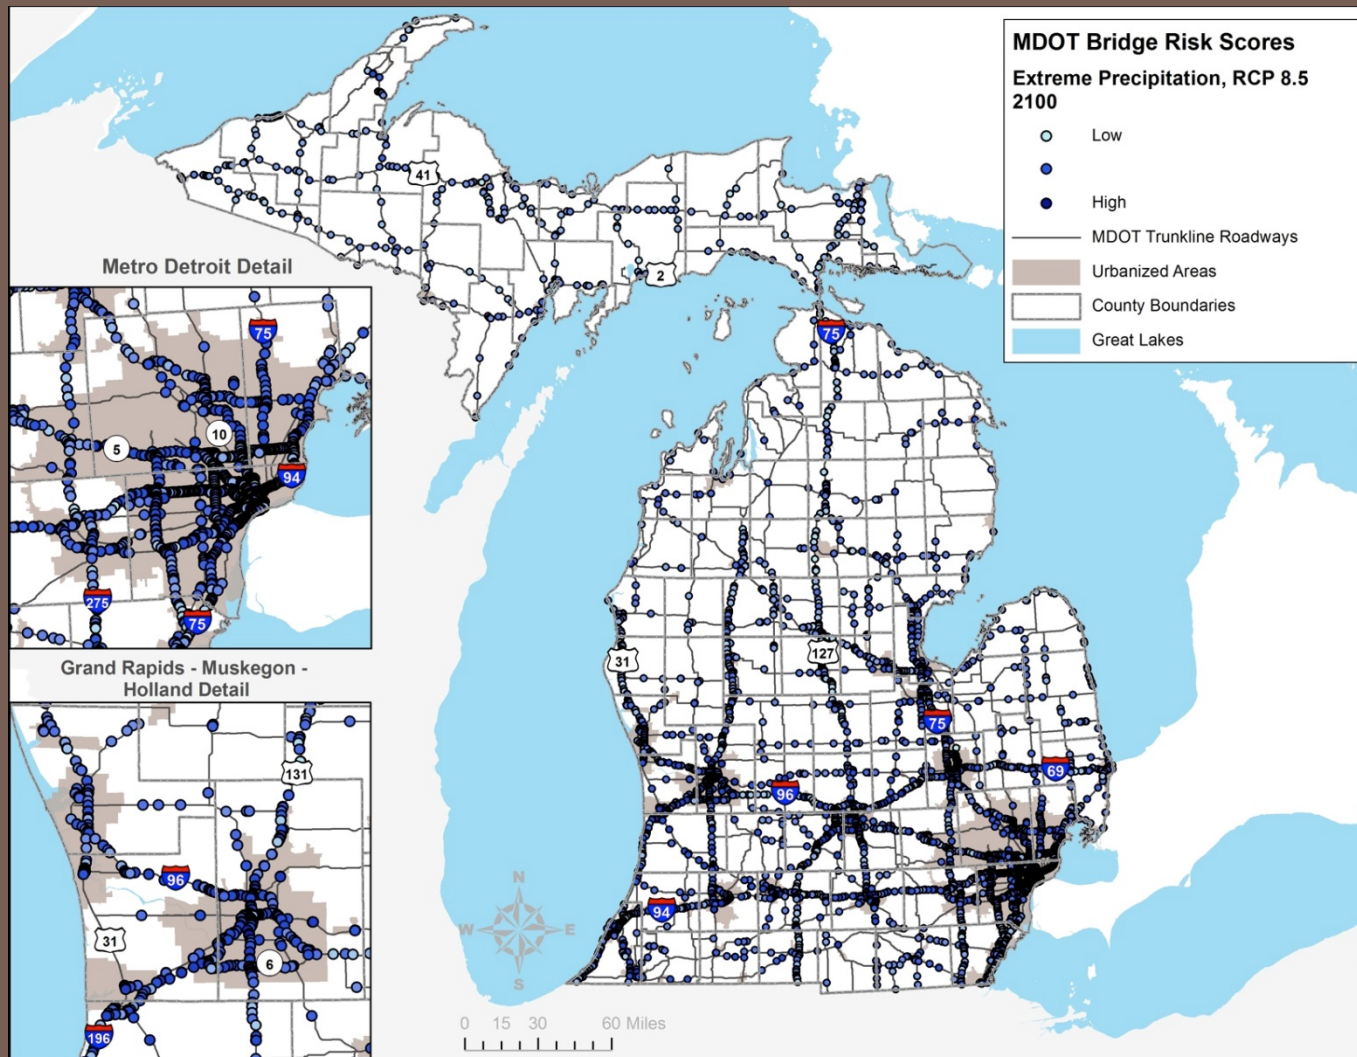 MDOT Bridge Risk Scores
Extreme Precipitation, RCP 8.5
2100
Low
High
MDOT Trunkline Roadways
Urbanized Areas
County Boundaries
Great Lakes
41
2
75
Metro Detroit Detail
75
10
5
94
275
75
31
127
75
69
96
94
Grand Rapids - Muskegon -
Holland Detail
131
96
31
6
196
N
W
E
S
0 15 30 60 Miles